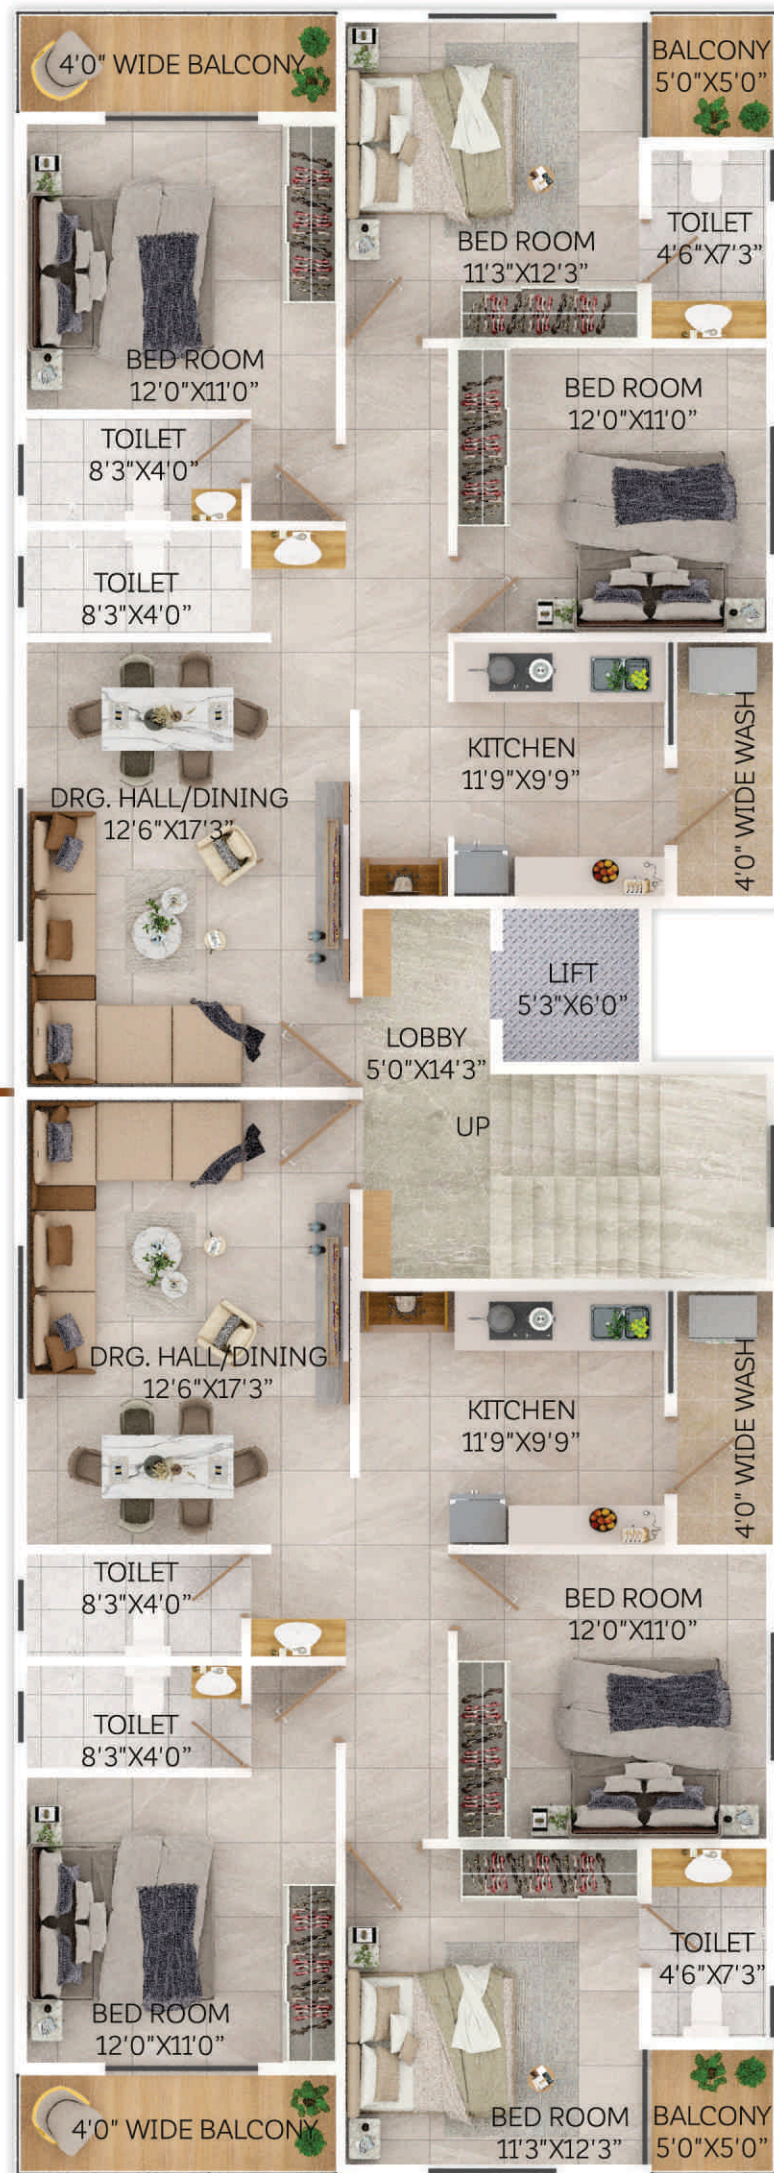 4'0" WIDE BALCONY
BALCONY
5'0"X5'0"
TOILET
4'6"X7'3"
BED ROOM
11'3"X12'3"
BED ROOM
12'0"X11'0"
BED ROOM
12'0"X11'0"
TOILET
8'3"X4'0"
TOILET
8'3"X4'0"
KITCHEN
11'9"X9'9"
4'0" WIDE WASH
DRG. HALL/DINING
12'6"X17'3"
LIFT
5'3"X6'0"
LOBBY
5'0"X14'3"
UP
DRG. HALL/DINING
12'6"X17'3"
KITCHEN
11'9"X9'9"
4'0" WIDE WASH
TOILET
8'3"X4'0"
BED ROOM
12'0"X11'0"
TOILET
8'3"X4'0"
TOILET
4'6"X7'3"
BED ROOM
12'0"X11'0"
4'0" WIDE BALCONY
BED ROOM
11'3"X12'3"
BALCONY
5'0"X5'0"